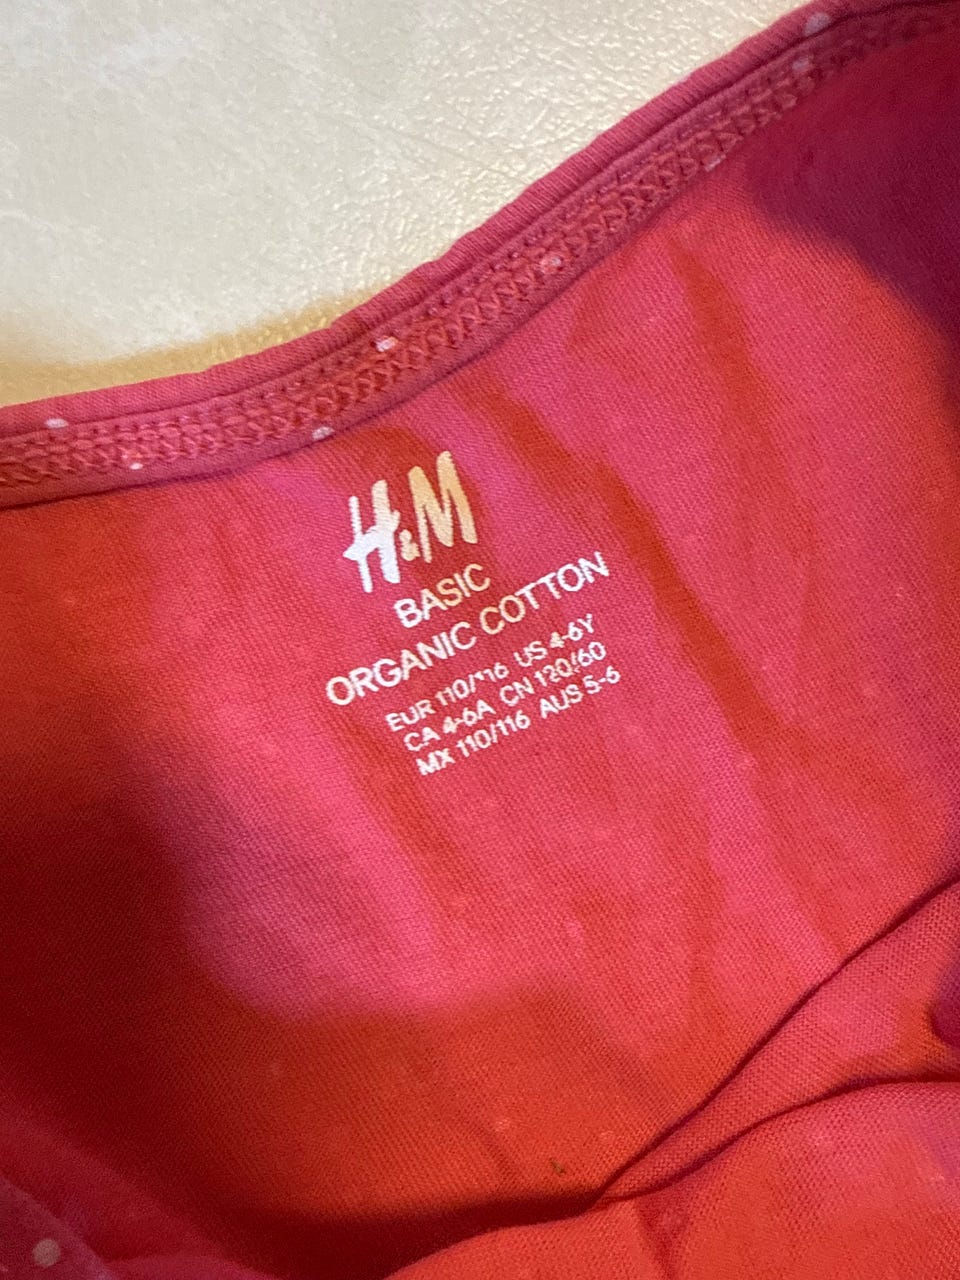 H&M
BASIC
ORGANIC COTTON
EUR 110/116 US 4-6Y
CA 4-6A CN 120/60
MX 110/116 AUS 5-6